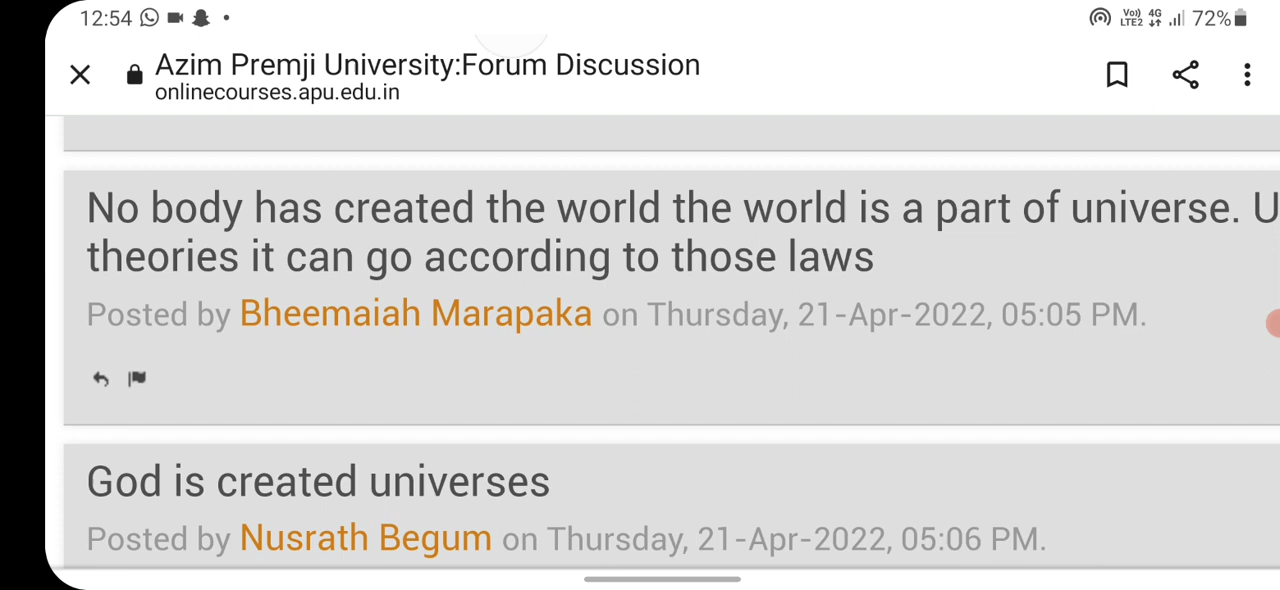 12:54 Vo)) LTE2 4G 72%
Azim Premji University:Forum Discussion
onlinecourses.apu.edu.in
No body has created the world the world is a part of universe. U
theories it can go according to those laws
Posted by Bheemaiah Marapaka on Thursday, 21-Apr-2022, 05:05 PM.
God is created universes
Posted by Nusrath Begum on Thursday, 21-Apr-2022, 05:06 PM.